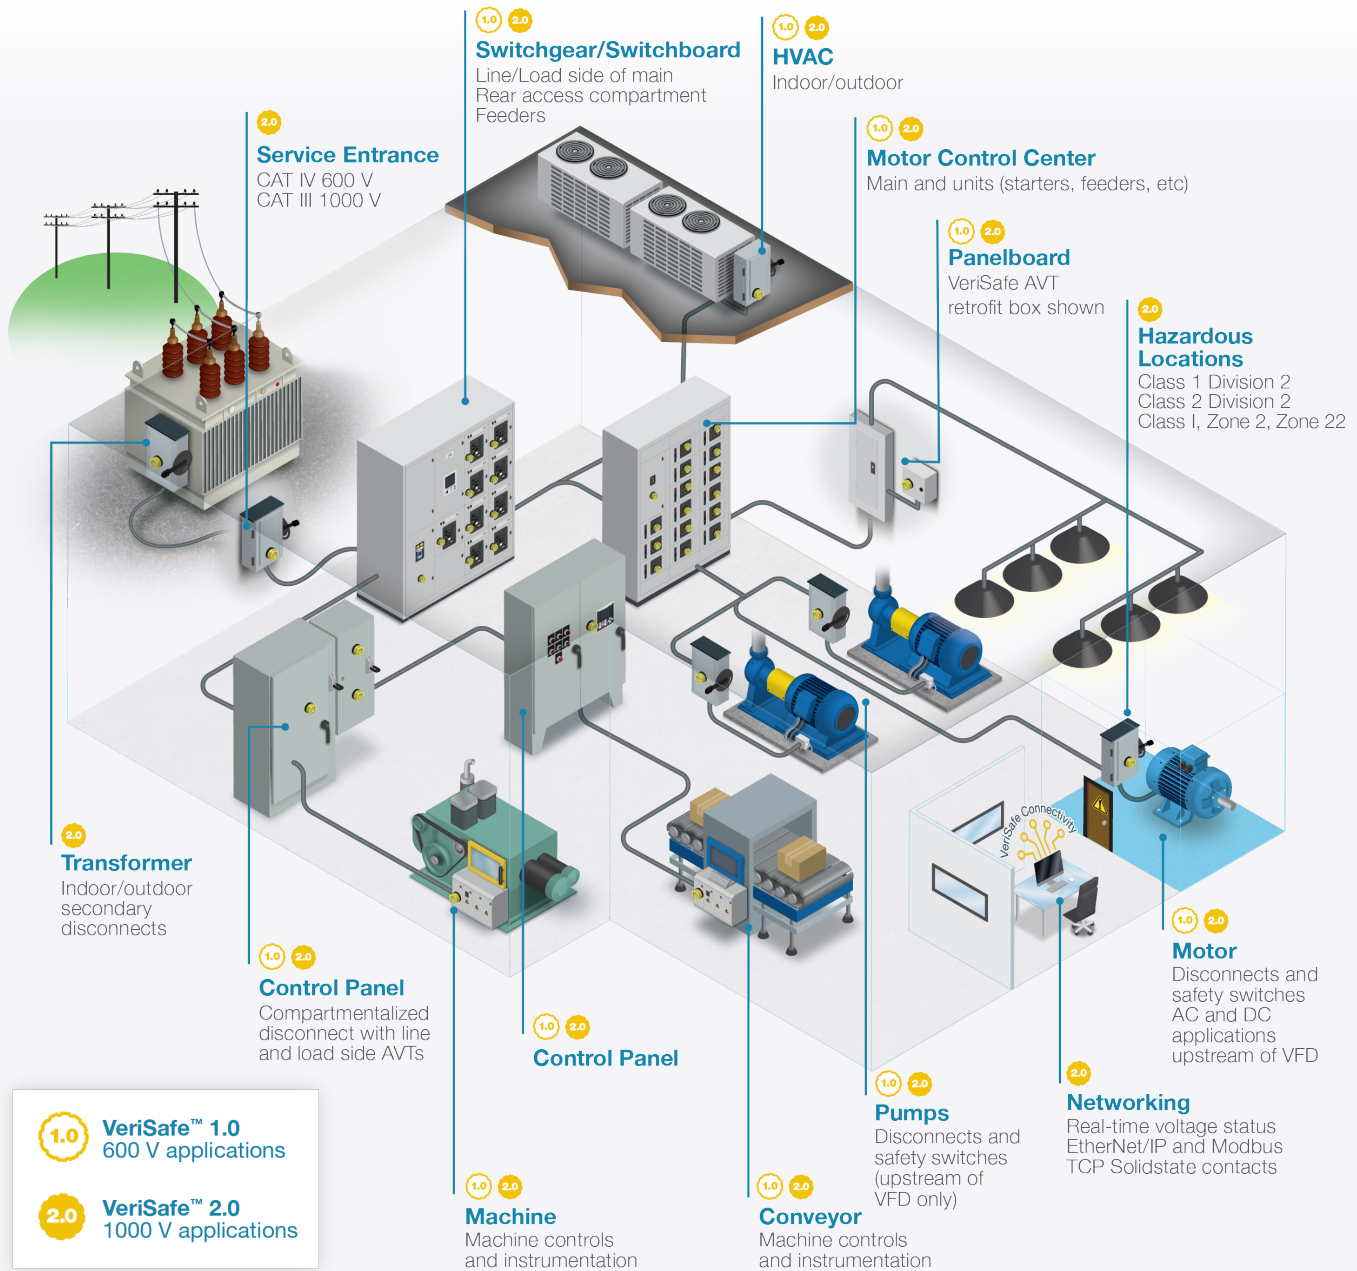 1.0 2.0
Switchgear/Switchboard
Line/Load side of main
Rear access compartment
Feeders
1.0 2.0
HVAC
Indoor/outdoor
2.0
Service Entrance
CAT IV 600 V
CAT III 1000 V
1.0 2.0
Motor Control Center
Main and units (starters, feeders, etc)
1.0 2.0
Panelboard
VeriSafe AVT
retrofit box shown
2.0
Hazardous
Locations
Class 1 Division 2
Class 2 Division 2
Class I, Zone 2, Zone 22
VeriSafe Connectivity
2.0
Transformer
Indoor/outdoor
secondary
disconnects
1.0 2.0
Control Panel
Compartmentalized
disconnect with line
and load side AVTs
1.0 2.0
Control Panel
1.0 2.0
Motor
Disconnects and
safety switches
AC and DC
applications
upstream of VFD
1.0 2.0
Pumps
Disconnects and
safety switches
(upstream of
VFD only)
2.0
Networking
Real-time voltage status
EtherNet/IP and Modbus
TCP Solidstate contacts
1.0 2.0
Machine
Machine controls
and instrumentation
1.0 2.0
Conveyor
Machine controls
and instrumentation
1.0
VeriSafe™ 1.0
600 V applications
2.0
VeriSafe™ 2.0
1000 V applications